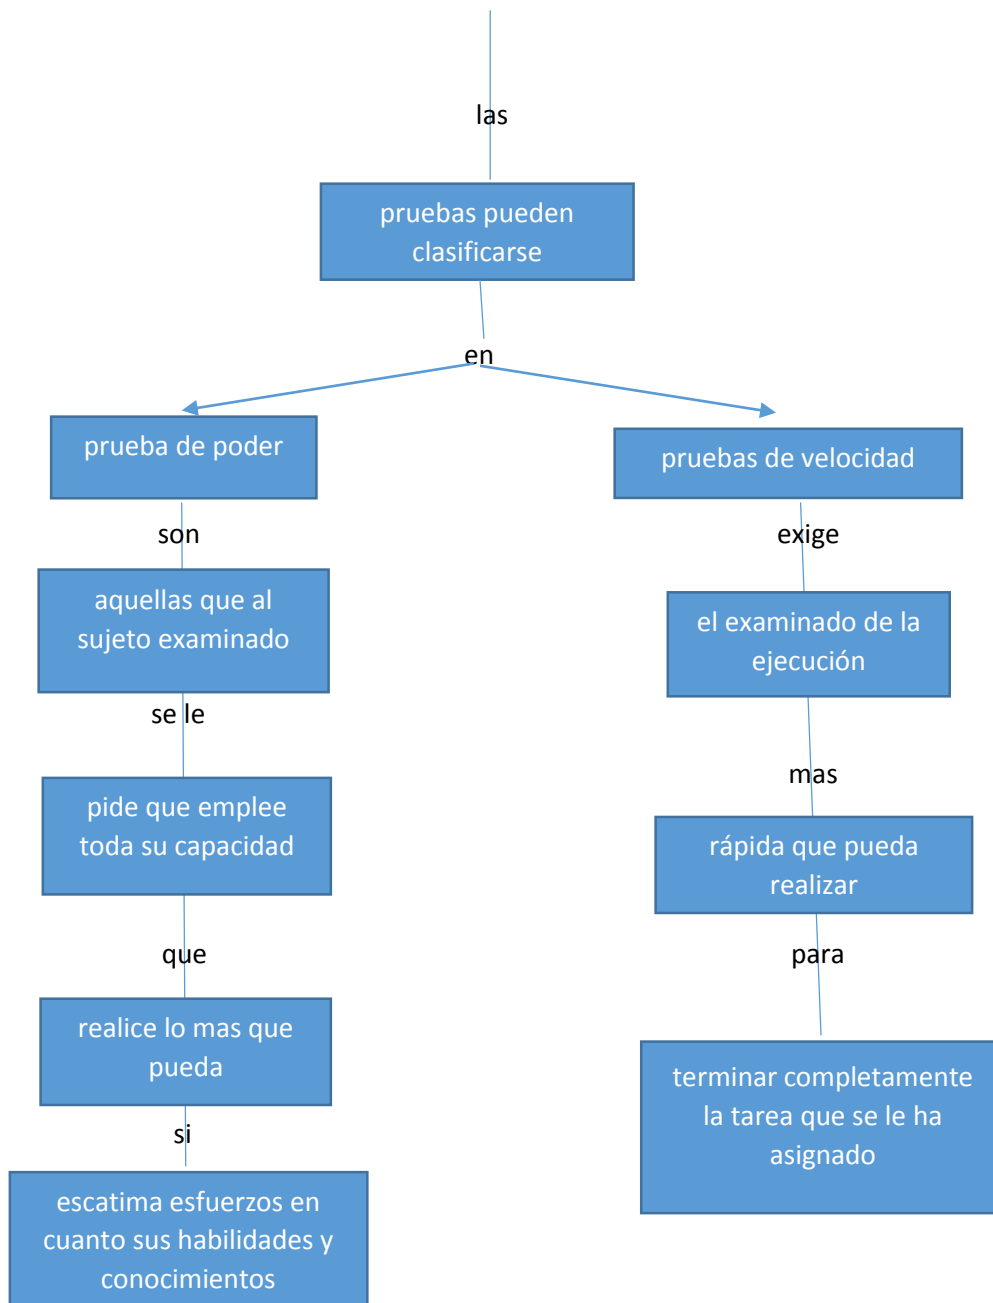 las
pruebas pueden
clasificarse
en
prueba de poder
son
aquellas que al
sujeto examinado
se le
pide que emplee
toda su capacidad
que
realice lo mas que
pueda
si
escatima esfuerzos en
cuanto sus habilidades y
conocimientos
pruebas de velocidad
exige
el examinado de la
ejecución
mas
rápida que pueda
realizar
para
terminar completamente
la tarea que se le ha
asignado